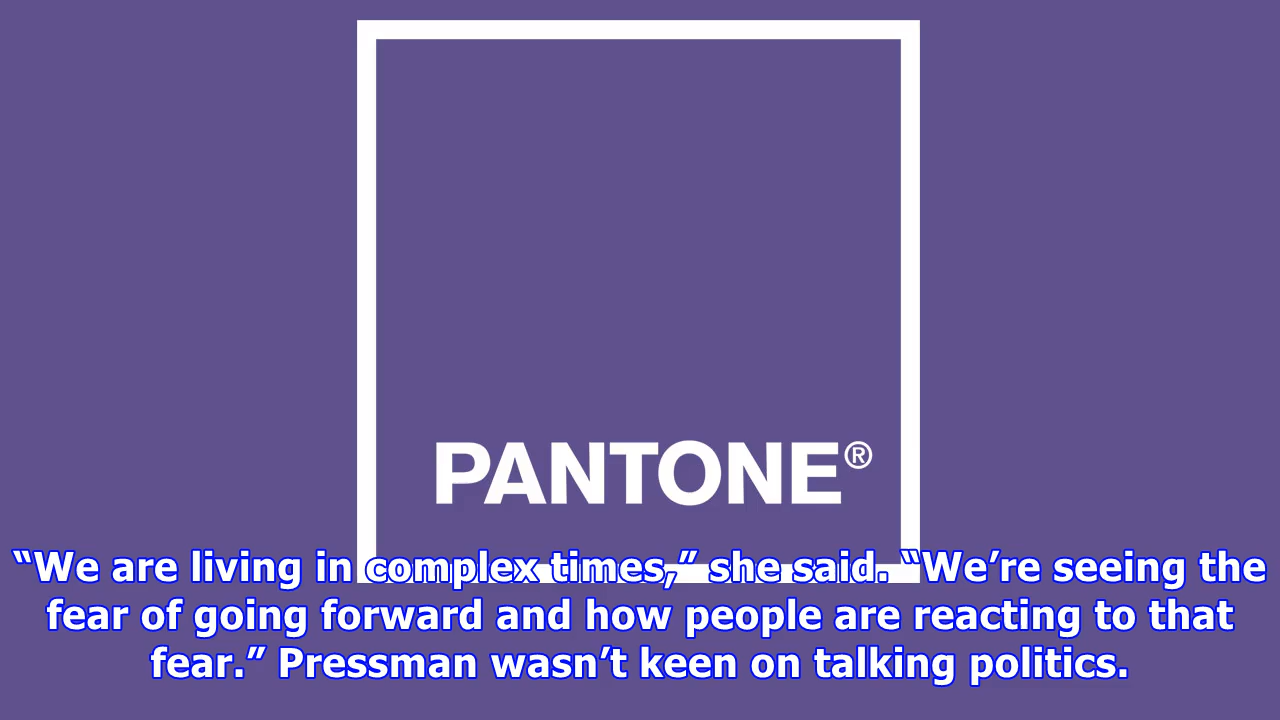 PANTONE®
“We are living in complex times,” she said. “We’re seeing the
fear of going forward and how people are reacting to that
fear.” Pressman wasn’t keen on talking politics.